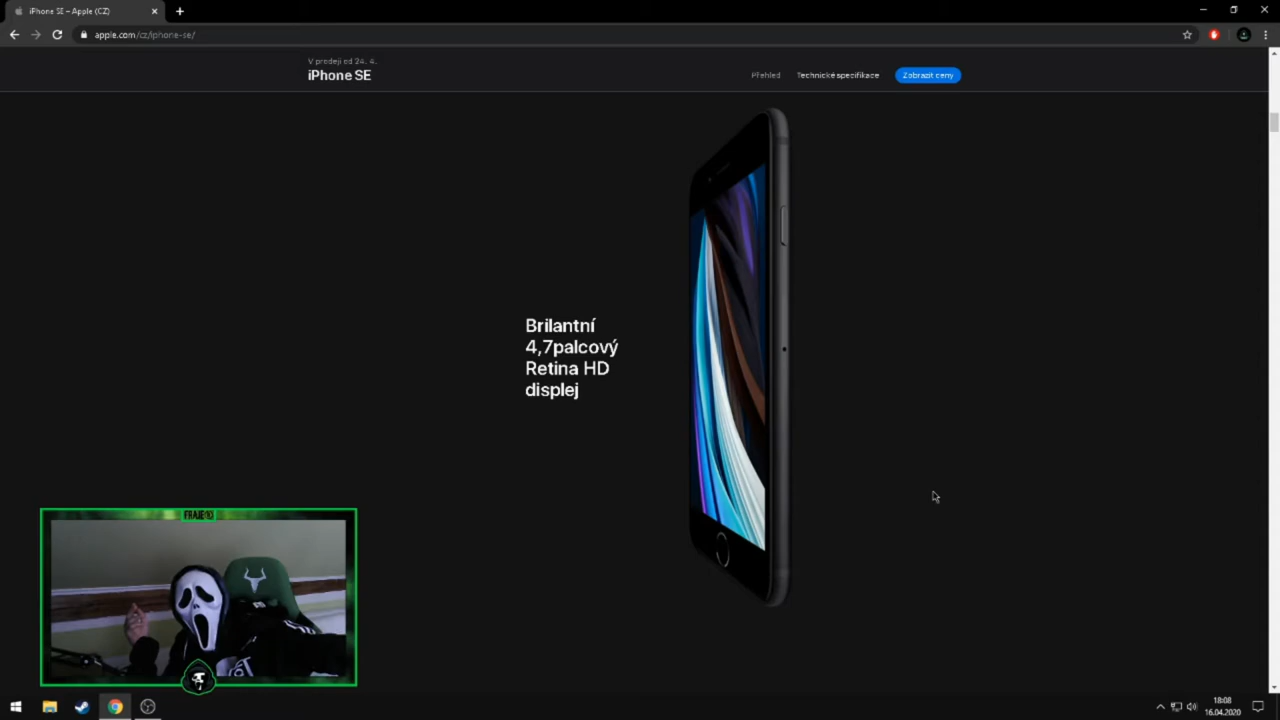 iPhone SE – Apple (CZ)
apple.com/cz/iphone-se/
V prodeji od 24. 4.
iPhone SE
Přehled
Technické specifikace
Zobrazit ceny
Brilantní
4,7palcový
Retina HD
displej
18:08
16.04.2020